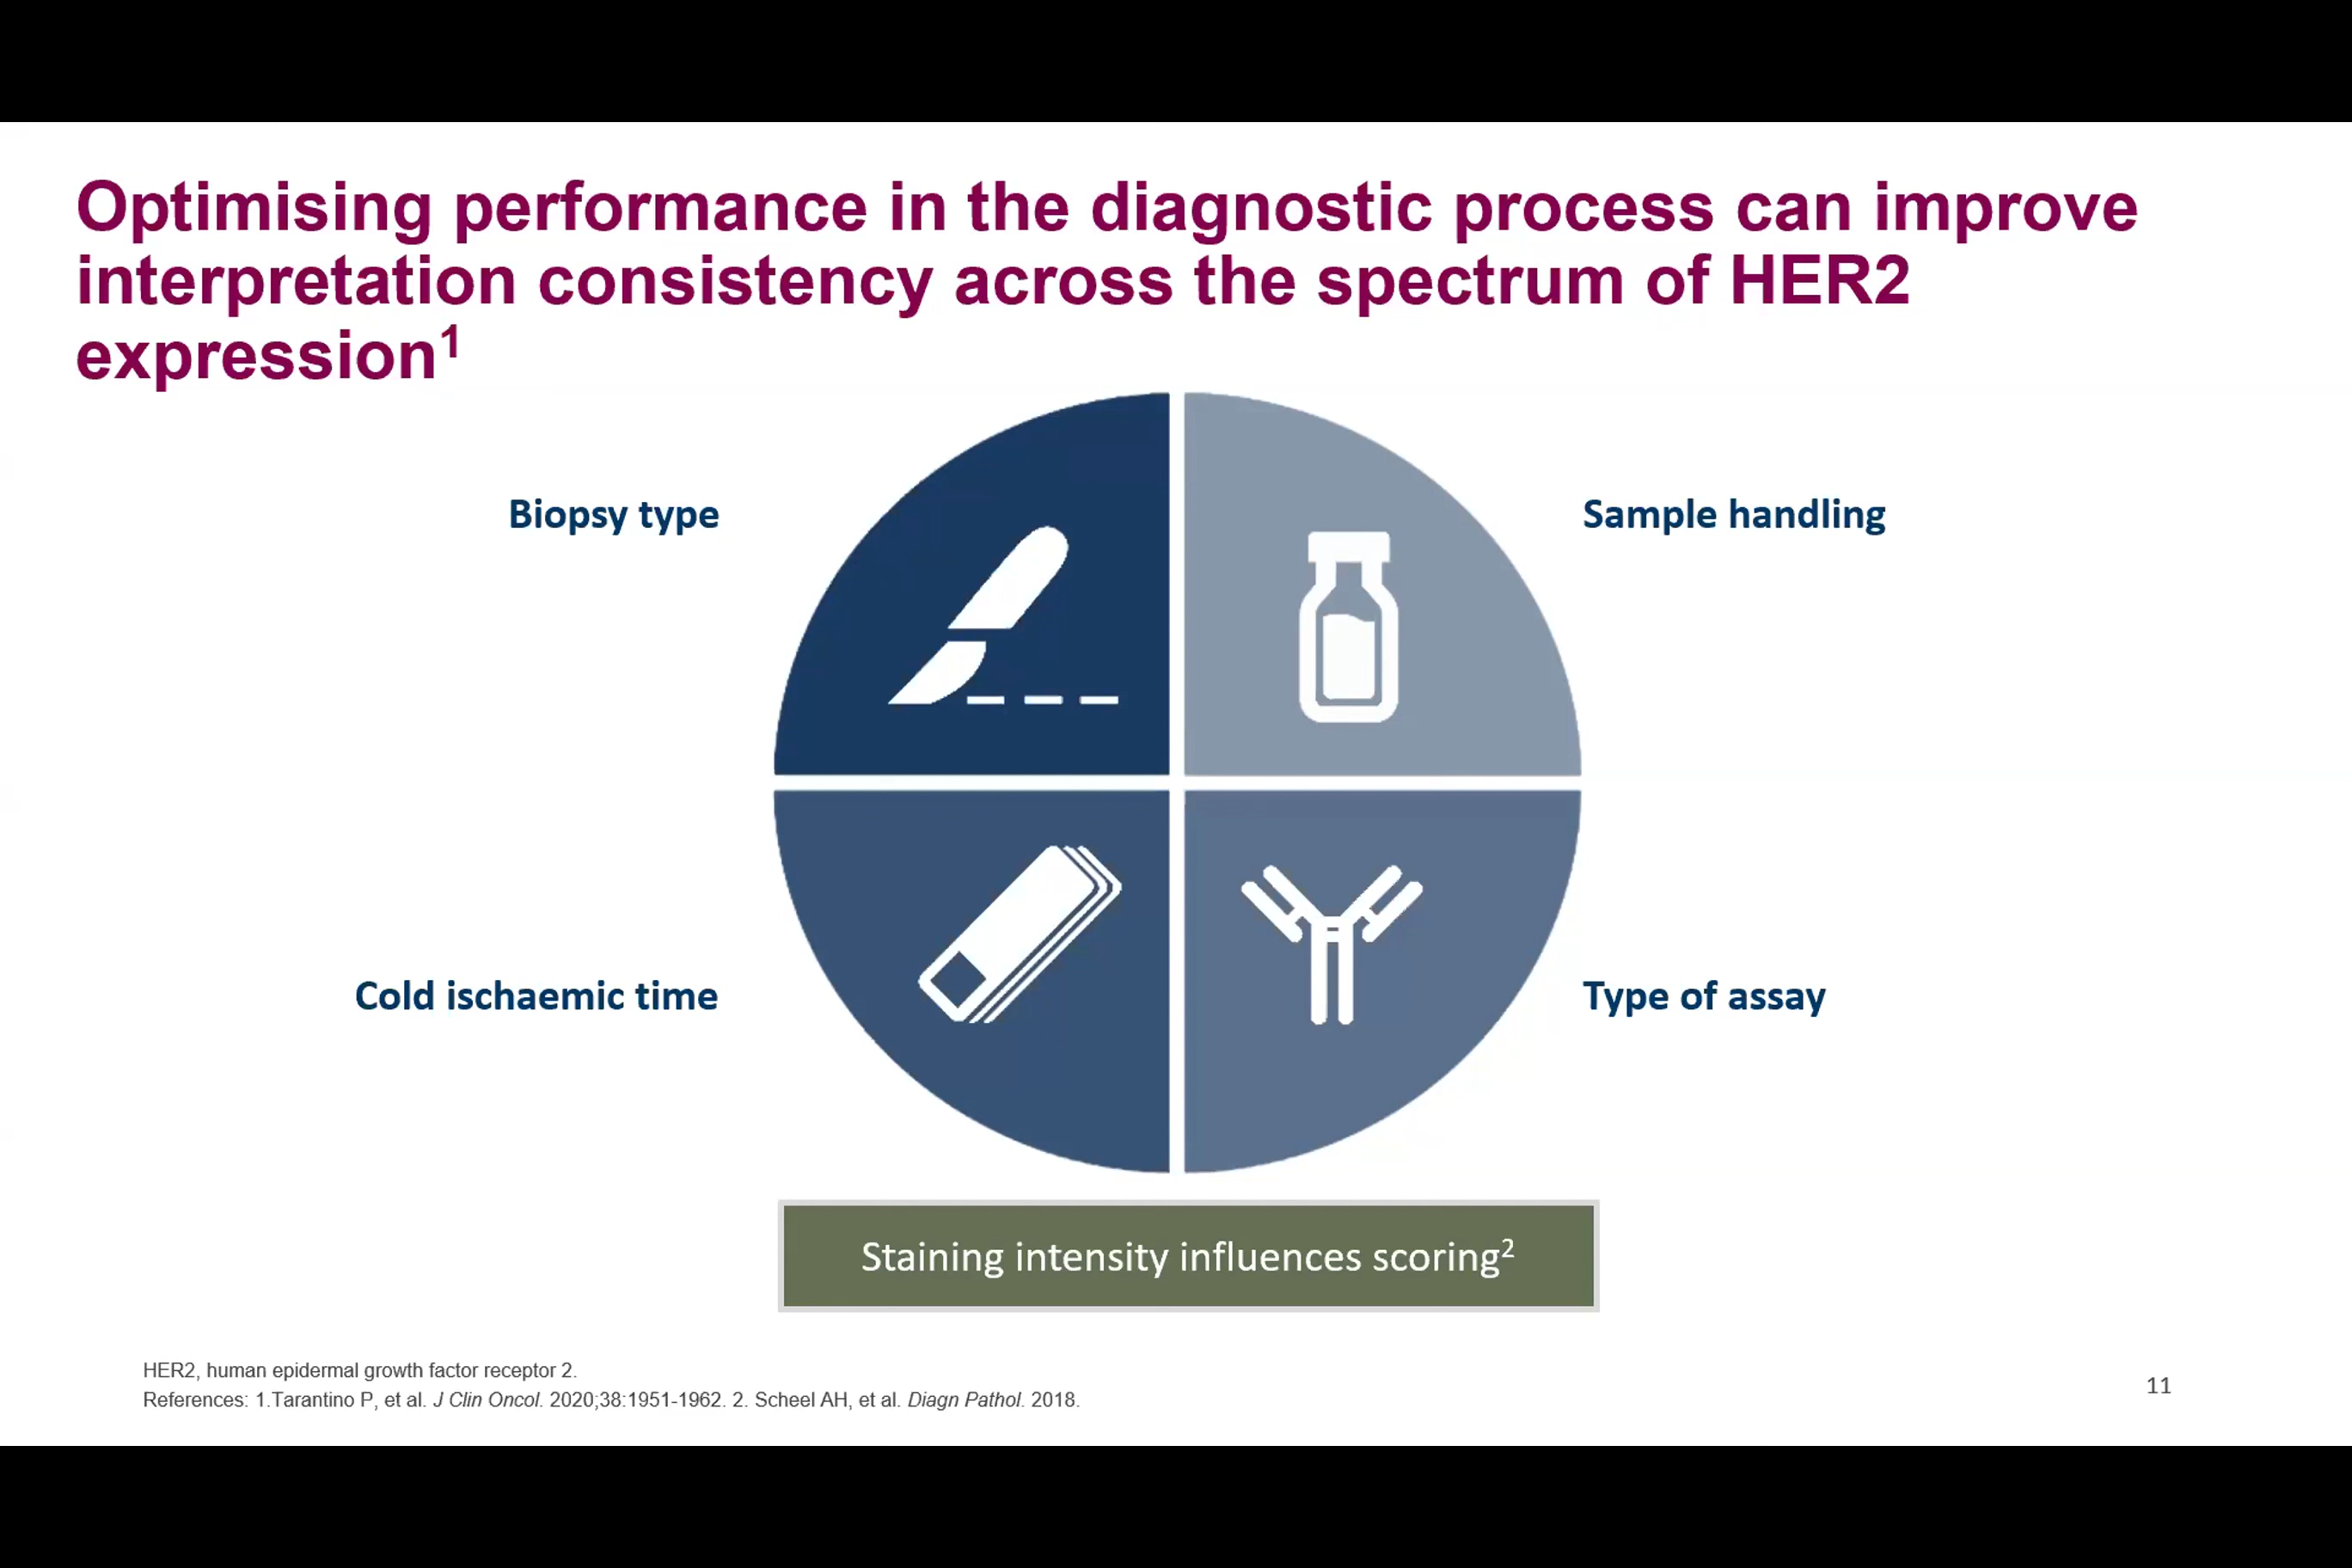 Optimising performance in the diagnostic process can improve
interpretation consistency across the spectrum of HER2
expression¹
Biopsy type
Sample handling
Cold ischaemic time
Type of assay
Staining intensity influences scoring²
HER2, human epidermal growth factor receptor 2.
References: 1.Tarantino P, et al. J Clin Oncol. 2020;38:1951-1962. 2. Scheel AH, et al. Diagn Pathol. 2018.
11